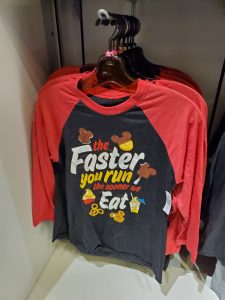 the
Faster
you run
the sooner we
Eat